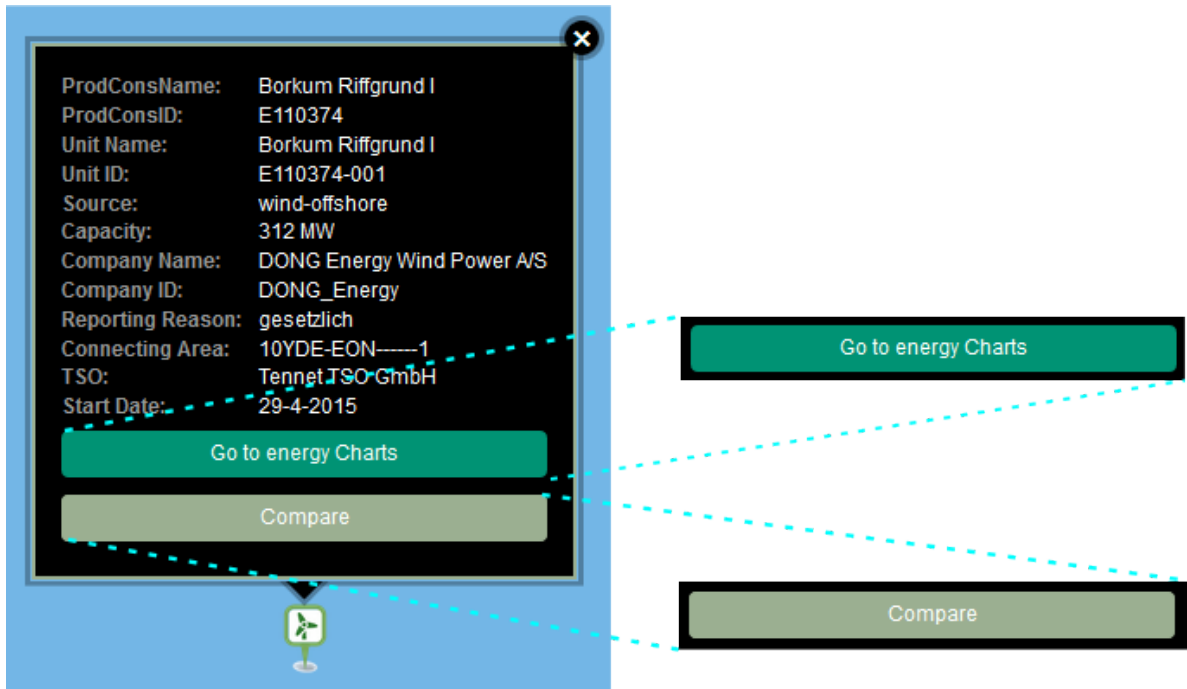 ProdConsName: Borkum Riffgrund I
ProdConsID: E110374
Unit Name: Borkum Riffgrund I
Unit ID: E110374-001
Source: wind-offshore
Capacity: 312 MW
Company Name: DONG Energy Wind Power A/S
Company ID: DONG_Energy
Reporting Reason: gesetzlich
Connecting Area: 10YDE-EON------1
TSO: Tennet TSO GmbH
Start Date: 29-4-2015
Go to energy Charts
Compare
Go to energy Charts
Compare